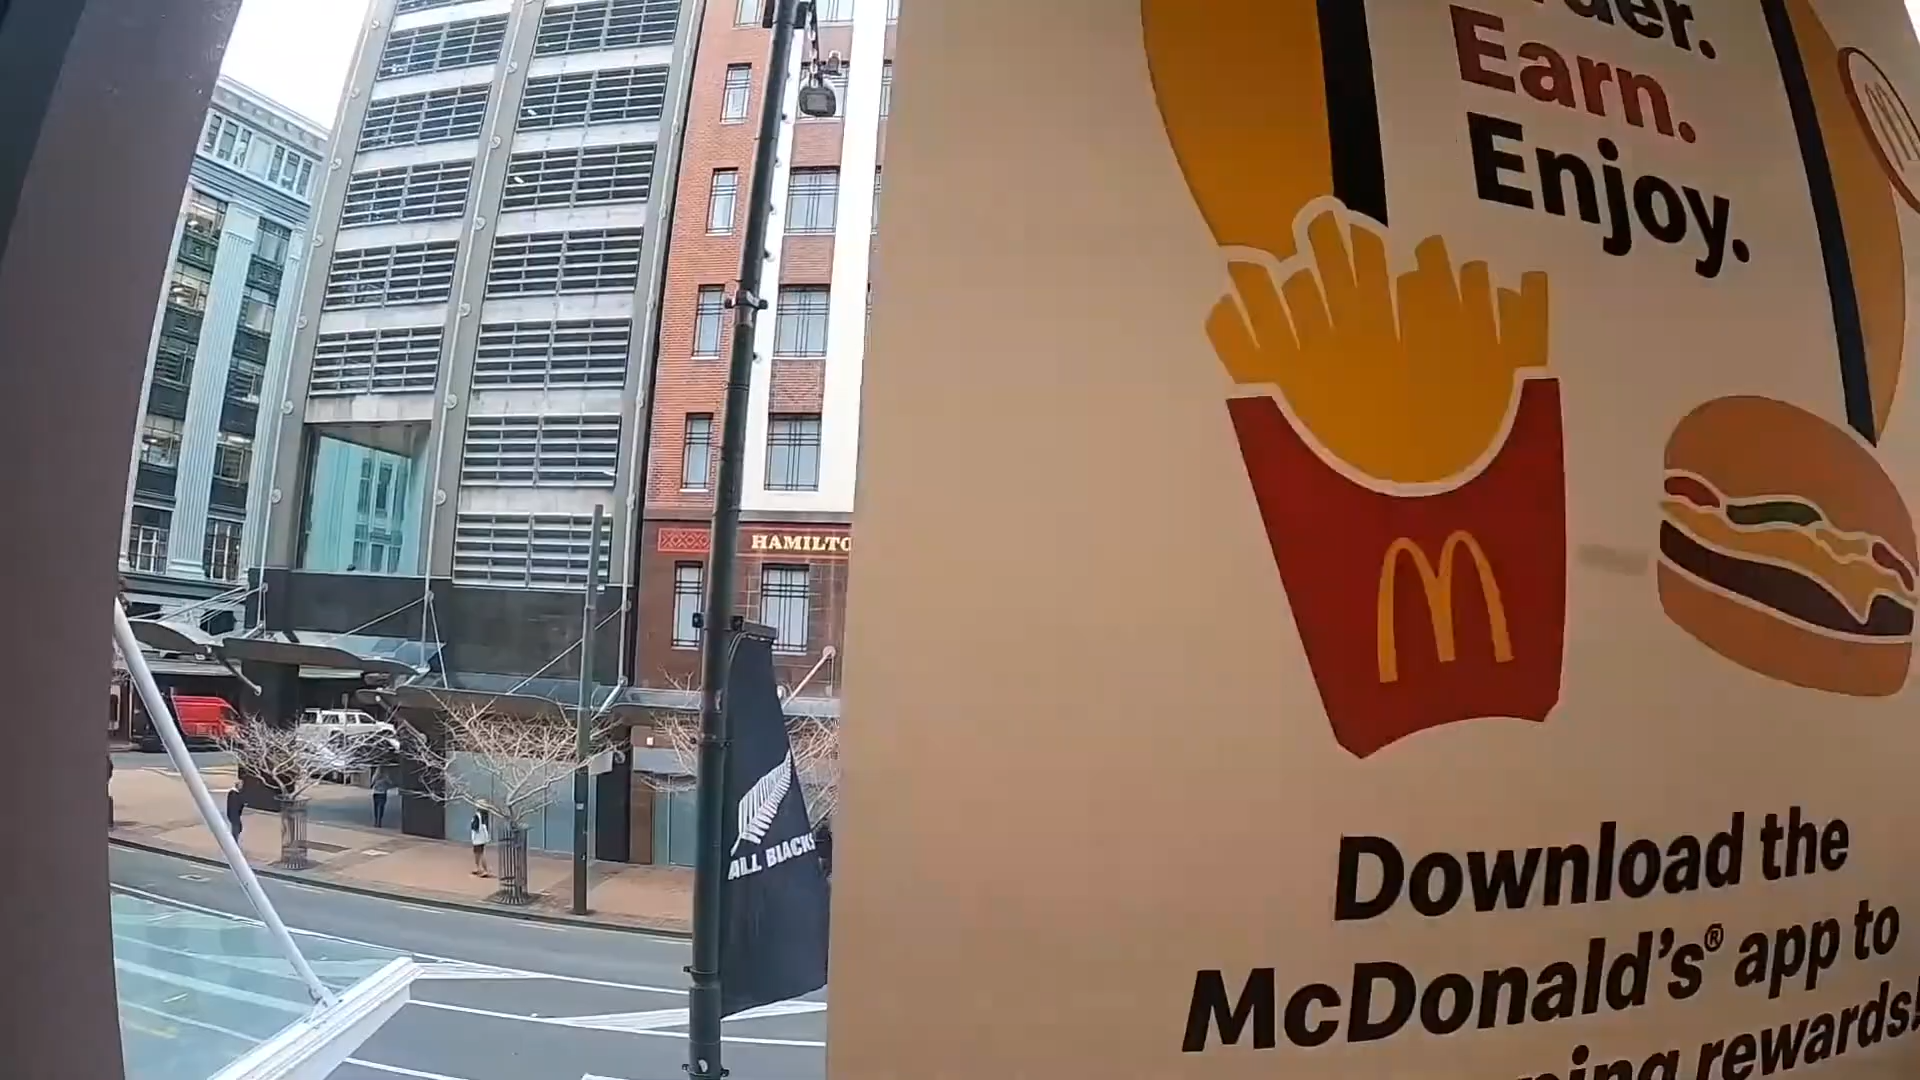 Earn.
Enjoy.
HAMILTO
ALL BLACKS
Download the
McDonald's® app to
rewards!